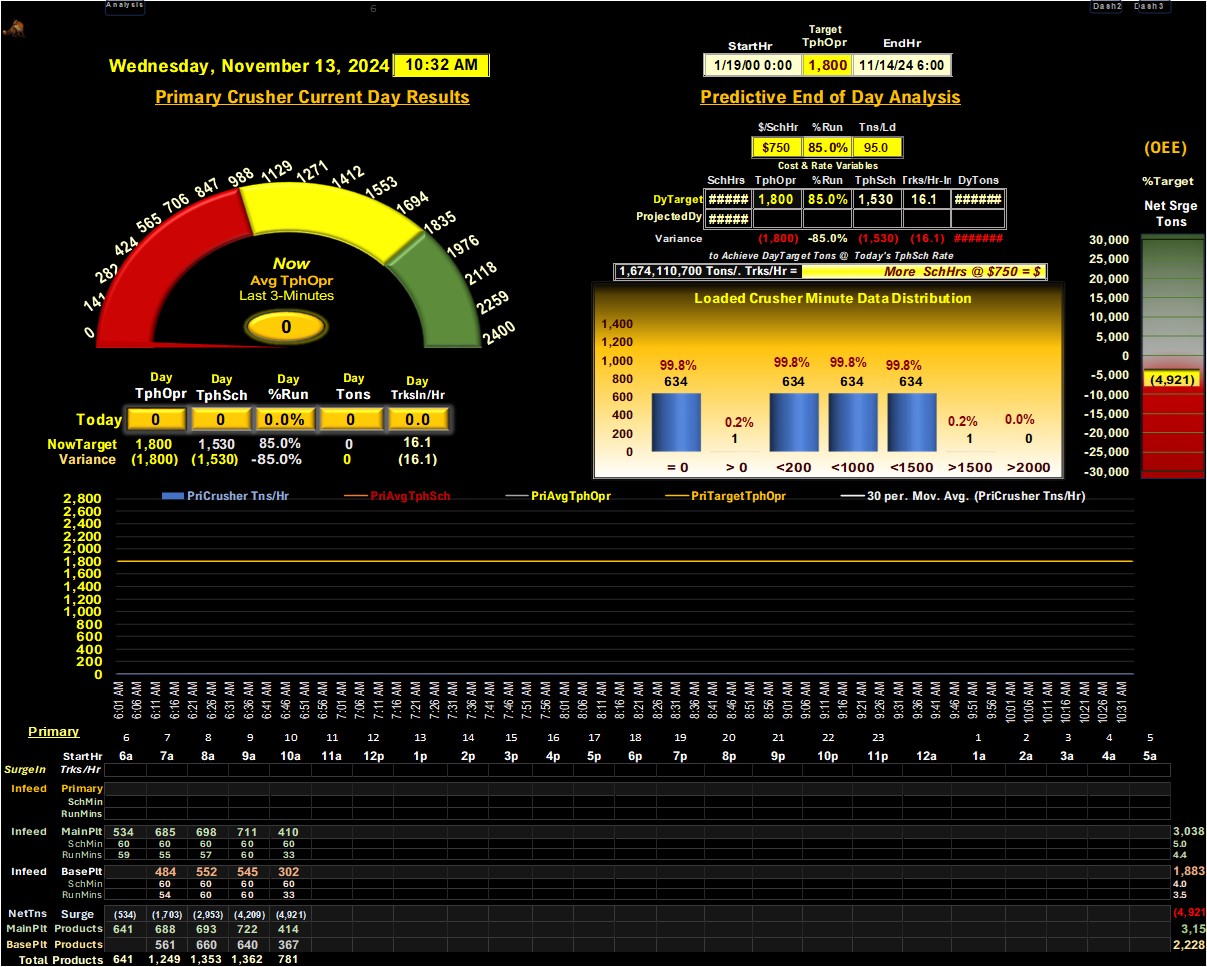 Analysis 6 Dash2 Dash3
Target
StartHr TphOpr EndHr
Wednesday, November 13, 2024 10:32 AM 1/19/00 0:00 1,800 11/14/24 6:00
Primary Crusher Current Day Results Predictive End of Day Analysis
$/SchHr %Run Tns/Ld
$750 85.0% 95.0
Cost & Rate Variables
SchHrs TphOpr %Run TphSch Trks/Hr-In DyTons
DyTarget ##### 1,800 85.0% 1,530 16.1 ######
ProjectedDy #####
Variance (1,800) -85.0% (1,530) (16.1) #######
to Achieve DayTarget Tons @ Today's TphSch Rate
1,674,110,700 Tons/. Trks/Hr = More SchHrs @ $750 = $
(OEE)
%Target
Net Srge
Tons
30,000
25,000
20,000
15,000
10,000
5,000
0
-5,000
(4,921)
-10,000
-15,000
-20,000
-25,000
-30,000
0 141 282 424 565 706 847 988 1129 1271 1412 1553 1694 1835 1976 2118 2259 2400
Now
Avg TphOpr
Last 3-Minutes
0
Loaded Crusher Minute Data Distribution
1,400
1,200
1,000
800
600
400
200
0
99.8% 0.2% 99.8% 99.8% 99.8% 0.2% 0.0%
634 1 634 634 634 1 0
= 0 > 0 <200 <1000 <1500 >1500 >2000
Day Day Day Day Day
TphOpr TphSch %Run Tons TrksIn/Hr
Today 0 0 0.0% 0 0.0
NowTarget 1,800 1,530 85.0% 0 16.1
Variance (1,800) (1,530) -85.0% 0 (16.1)
PriCrusher Tns/Hr PriAvgTphSch PriAvgTphOpr PriTargetTphOpr 30 per. Mov. Avg. (PriCrusher Tns/Hr)
2,800
2,600
2,400
2,200
2,000
1,800
1,600
1,400
1,200
1,000
800
600
400
200
0
6:01 AM 6:06 AM 6:11 AM 6:16 AM 6:21 AM 6:26 AM 6:31 AM 6:36 AM 6:41 AM 6:46 AM 6:51 AM 6:56 AM 7:01 AM 7:06 AM 7:11 AM 7:16 AM 7:21 AM 7:26 AM 7:31 AM 7:36 AM 7:41 AM 7:46 AM 7:51 AM 7:56 AM 8:01 AM 8:06 AM 8:11 AM 8:16 AM 8:21 AM 8:26 AM 8:31 AM 8:36 AM 8:41 AM 8:46 AM 8:51 AM 8:56 AM 9:01 AM 9:06 AM 9:11 AM 9:16 AM 9:21 AM 9:26 AM 9:31 AM 9:36 AM 9:41 AM 9:46 AM 9:51 AM 9:56 AM 10:01 AM 10:06 AM 10:11 AM 10:16 AM 10:21 AM 10:26 AM 10:31 AM
Primary
6 7 8 9 10 11 12 13 14 15 16 17 18 19 20 21 22 23 1 2 3 4 5
StartHr 6a 7a 8a 9a 10a 11a 12p 1p 2p 3p 4p 5p 6p 7p 8p 9p 10p 11p 12a 1a 2a 3a 4a 5a
SurgeIn Trks/Hr
Infeed Primary
SchMin
RunMins
Infeed MainPlt 534 685 698 711 410 3,038
SchMin 60 60 60 60 60 5.0
RunMins 59 55 57 60 33 4.4
Infeed BasePlt 484 552 545 302 1,883
SchMin 60 60 60 60 4.0
RunMins 54 60 60 33 3.5
NetTns Surge (534) (1,703) (2,953) (4,209) (4,921) (4,921
MainPlt Products 641 688 693 722 414 3,15
BasePlt Products 561 660 640 367 2,228
Total Products 641 1,249 1,353 1,362 781